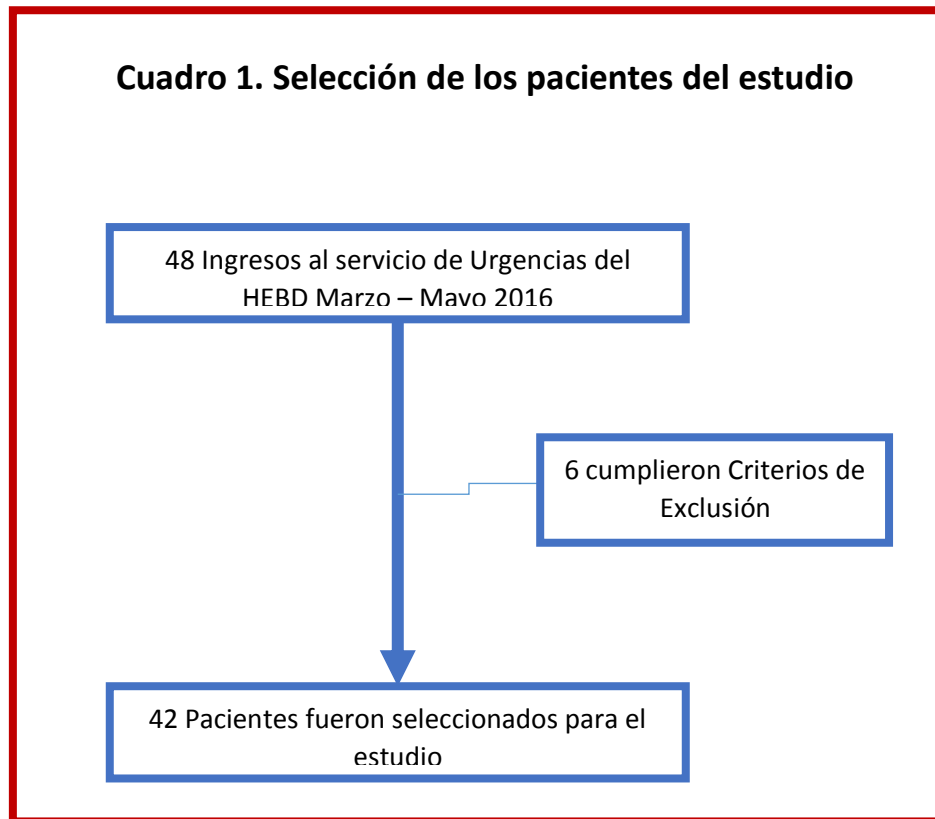 Cuadro 1. Selección de los pacientes del estudio
48 Ingresos al servicio de Urgencias del
HEBD Marzo – Mayo 2016
6 cumplieron Criterios de
Exclusión
42 Pacientes fueron seleccionados para el
estudio